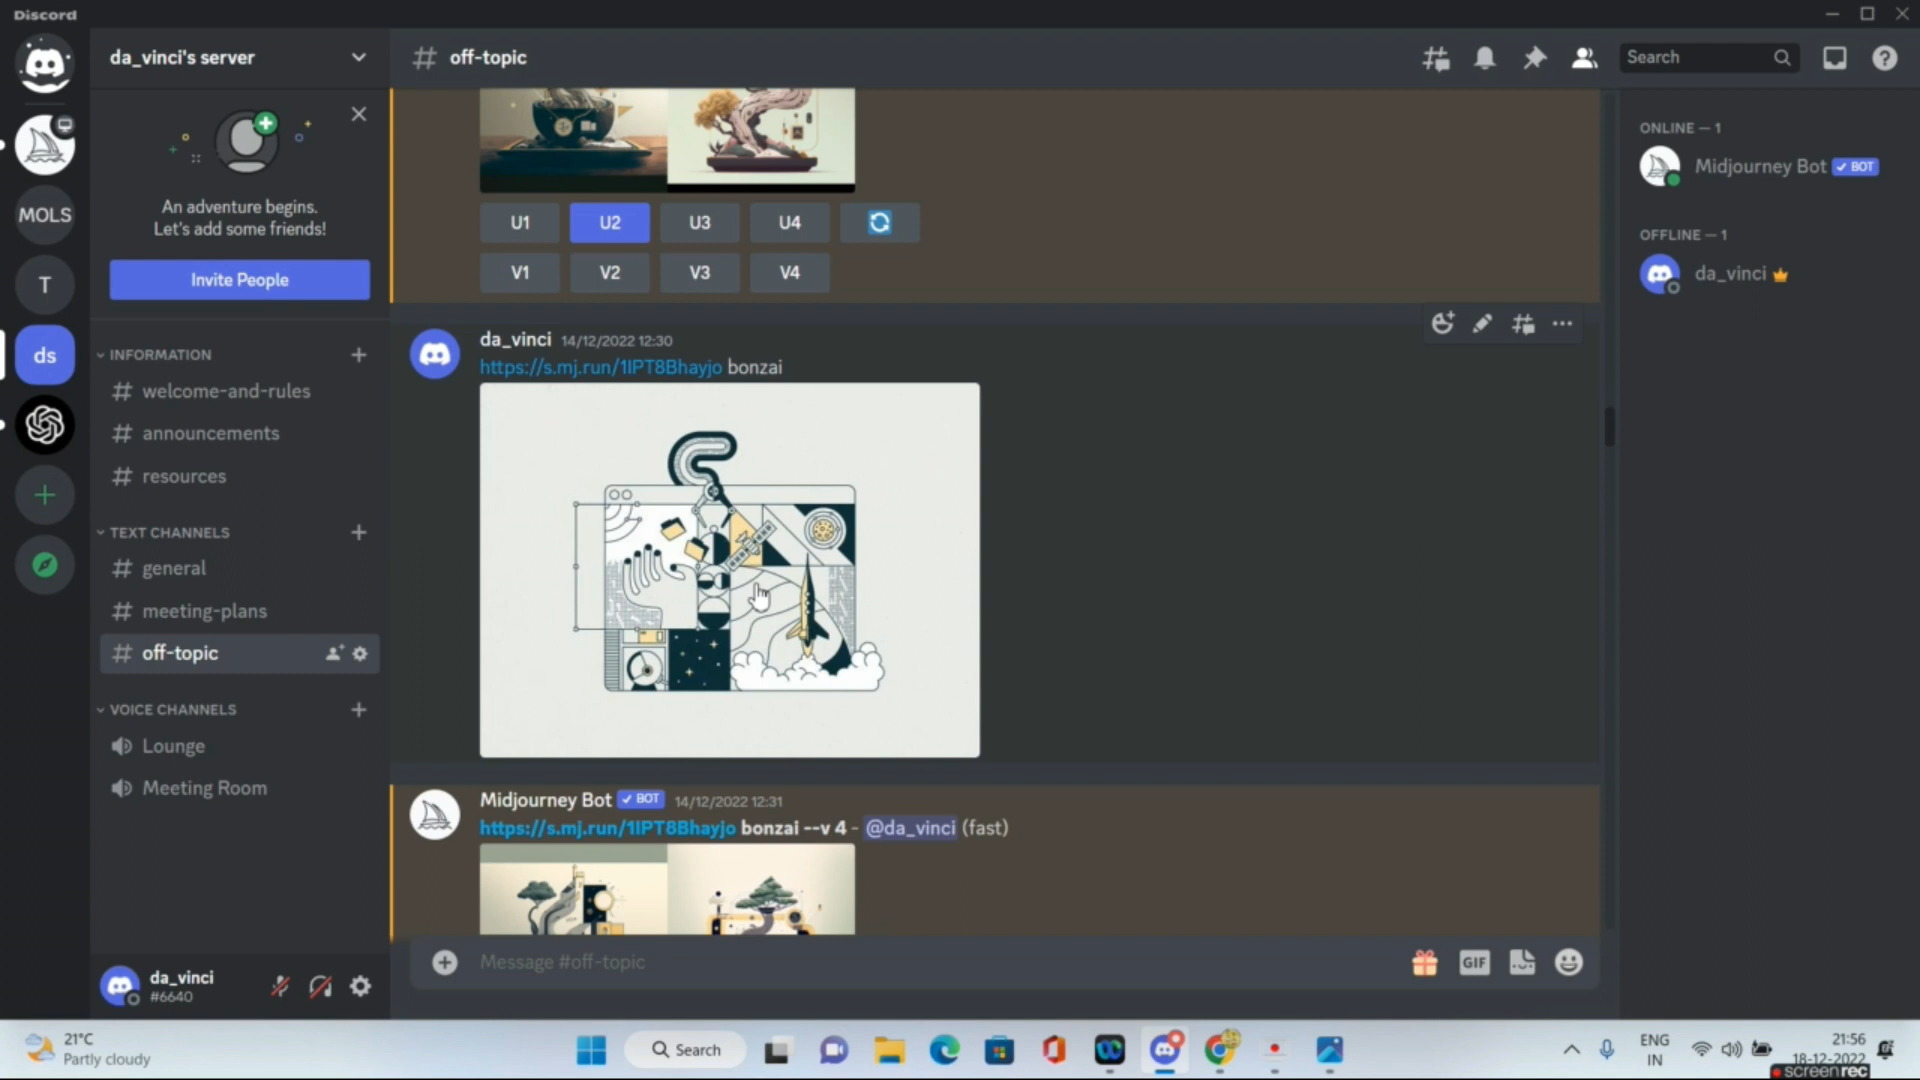 Discord
da_vinci's server
off-topic
Search
An adventure begins.
Let's add some friends!
Invite People
MOLS
T
ds
INFORMATION
welcome-and-rules
announcements
resources
TEXT CHANNELS
general
meeting-plans
off-topic
VOICE CHANNELS
Lounge
Meeting Room
da_vinci
#6640
U1 U2 U3 U4
V1 V2 V3 V4
da_vinci 14/12/2022 12:30
https://s.mj.run/1IPT8Bhayjo bonzai
Midjourney Bot ✓ BOT 14/12/2022 12:31
https://s.mj.run/1IPT8Bhayjo bonzai --v 4 - @da_vinci (fast)
Message #off-topic
GIF
ONLINE — 1
Midjourney Bot ✓ BOT
OFFLINE — 1
da_vinci
21°C
Partly cloudy
Search
ENG
IN
21:56
18-12-2022
screenrec